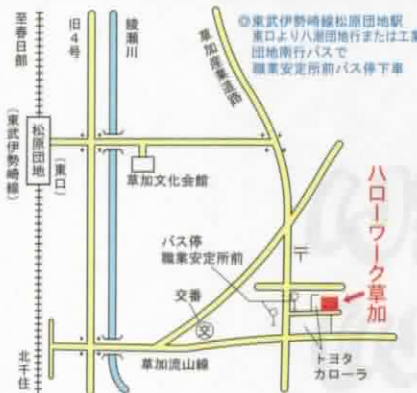 至春日部
(東武伊勢崎線)
松原団地
(東口)
北千住
旧4号
綾瀬川
草加産業道路
◎東武伊勢崎線松原団地駅
東口より八潮団地行または工業
団地南行バスで
職業安定所前バス停下車
草加文化会館
バス停
職業安定所前
交番
〒
ハローワーク草加
草加流山線
トヨタ
カローラ